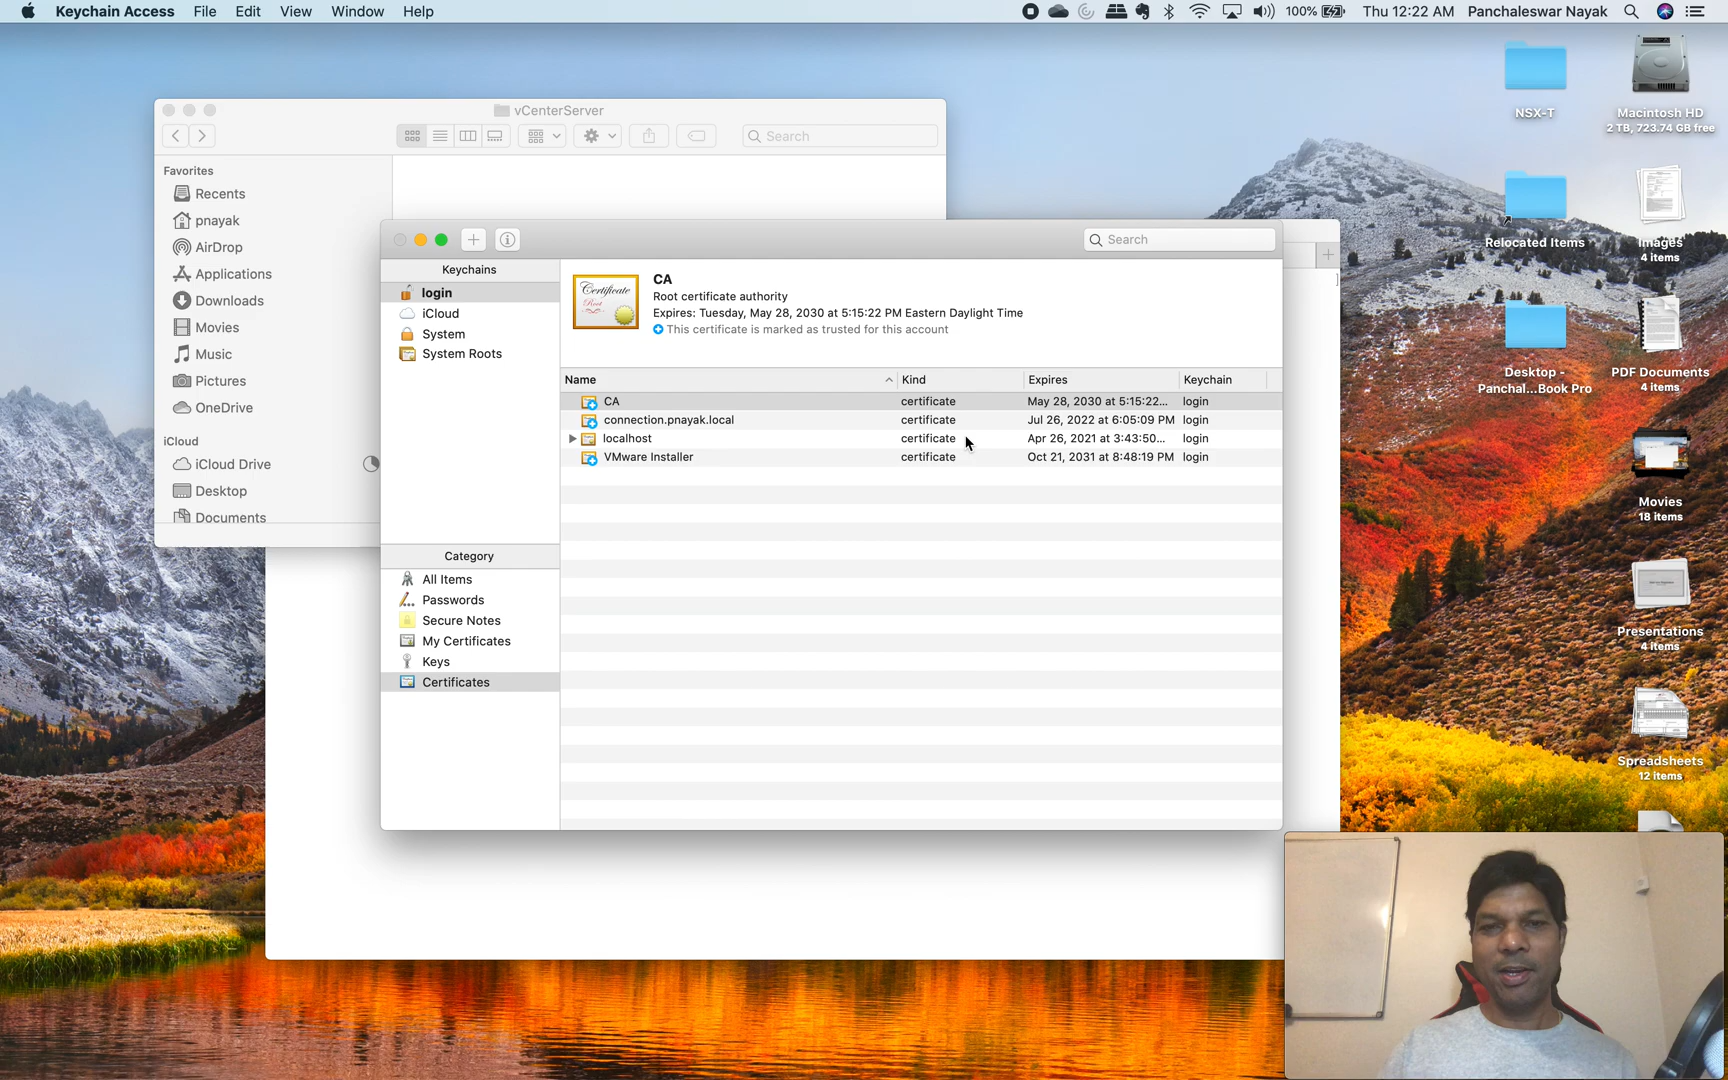 Keychain Access File Edit View Window Help
100% Thu 12:22 AM Panchaleswar Nayak
vCenterServer
Search
Favorites
Recents
pnayak
AirDrop
Applications
Downloads
Movies
Music
Pictures
OneDrive
iCloud
iCloud Drive
Desktop
Documents
Search
Keychains
login
iCloud
System
System Roots
Category
All Items
Passwords
Secure Notes
My Certificates
Keys
Certificates
Certificate
Root
CA
Root certificate authority
Expires: Tuesday, May 28, 2030 at 5:15:22 PM Eastern Daylight Time
This certificate is marked as trusted for this account
Name Kind Expires Keychain
CA certificate May 28, 2030 at 5:15:22... login
connection.pnayak.local certificate Jul 26, 2022 at 6:05:09 PM login
localhost certificate Apr 26, 2021 at 3:43:50... login
VMware Installer certificate Oct 21, 2031 at 8:48:19 PM login
NSX-T
Macintosh HD
2 TB, 723.74 GB free
Relocated Items
Images
4 items
Desktop -
Panchal...Book Pro
PDF Documents
4 items
Movies
18 items
Presentations
4 items
Spreadsheets
12 items